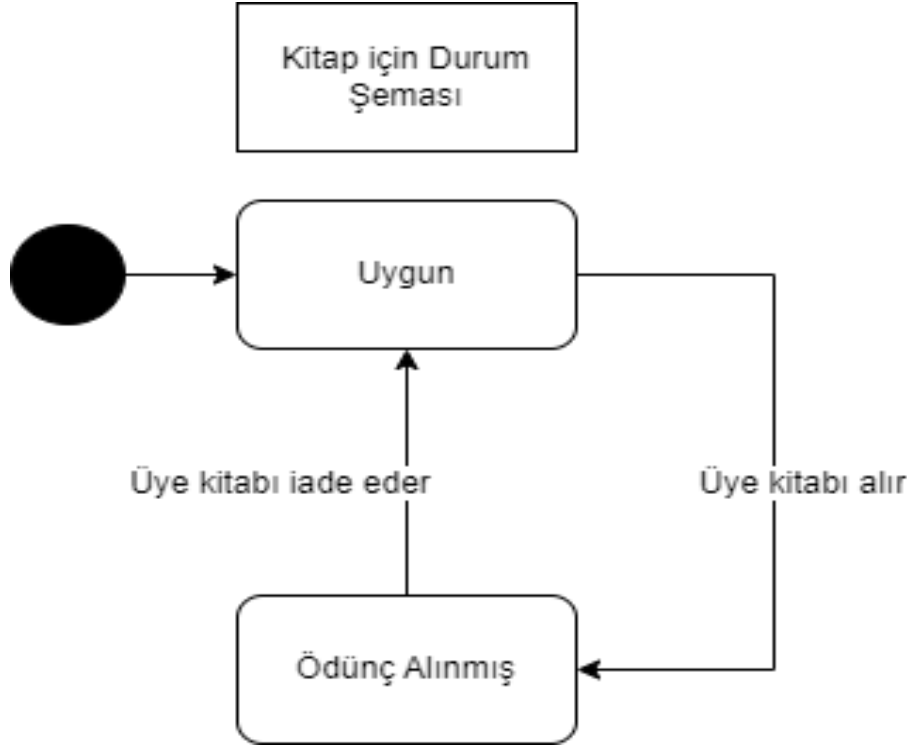 Kitap için Durum
Şeması
Uygun
Üye kitabı iade eder
Üye kitabı alır
Ödünç Alınmış